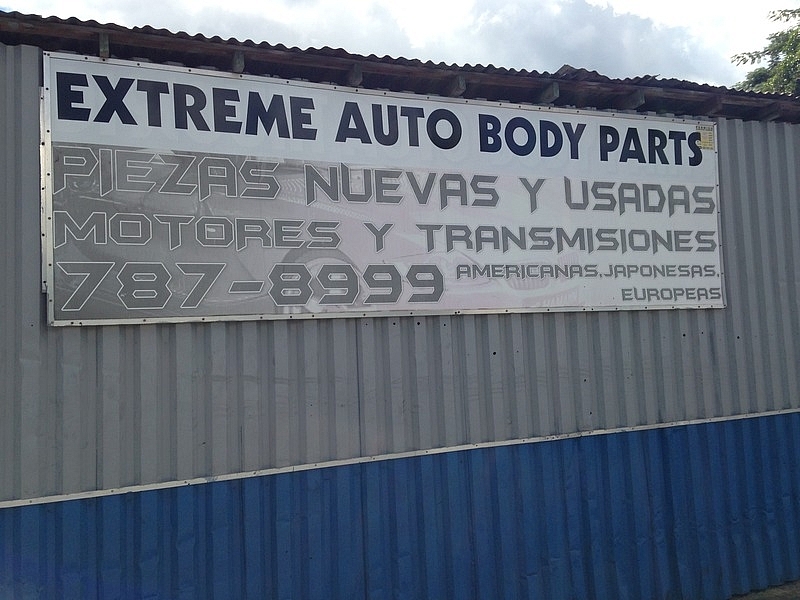 EXTREME AUTO BODY PARTS
PIEZAS NUEVAS Y USADAS
MOTORES Y TRANSMISIONES
787-8999 AMERICANAS, JAPONESAS,
EUROPEAS